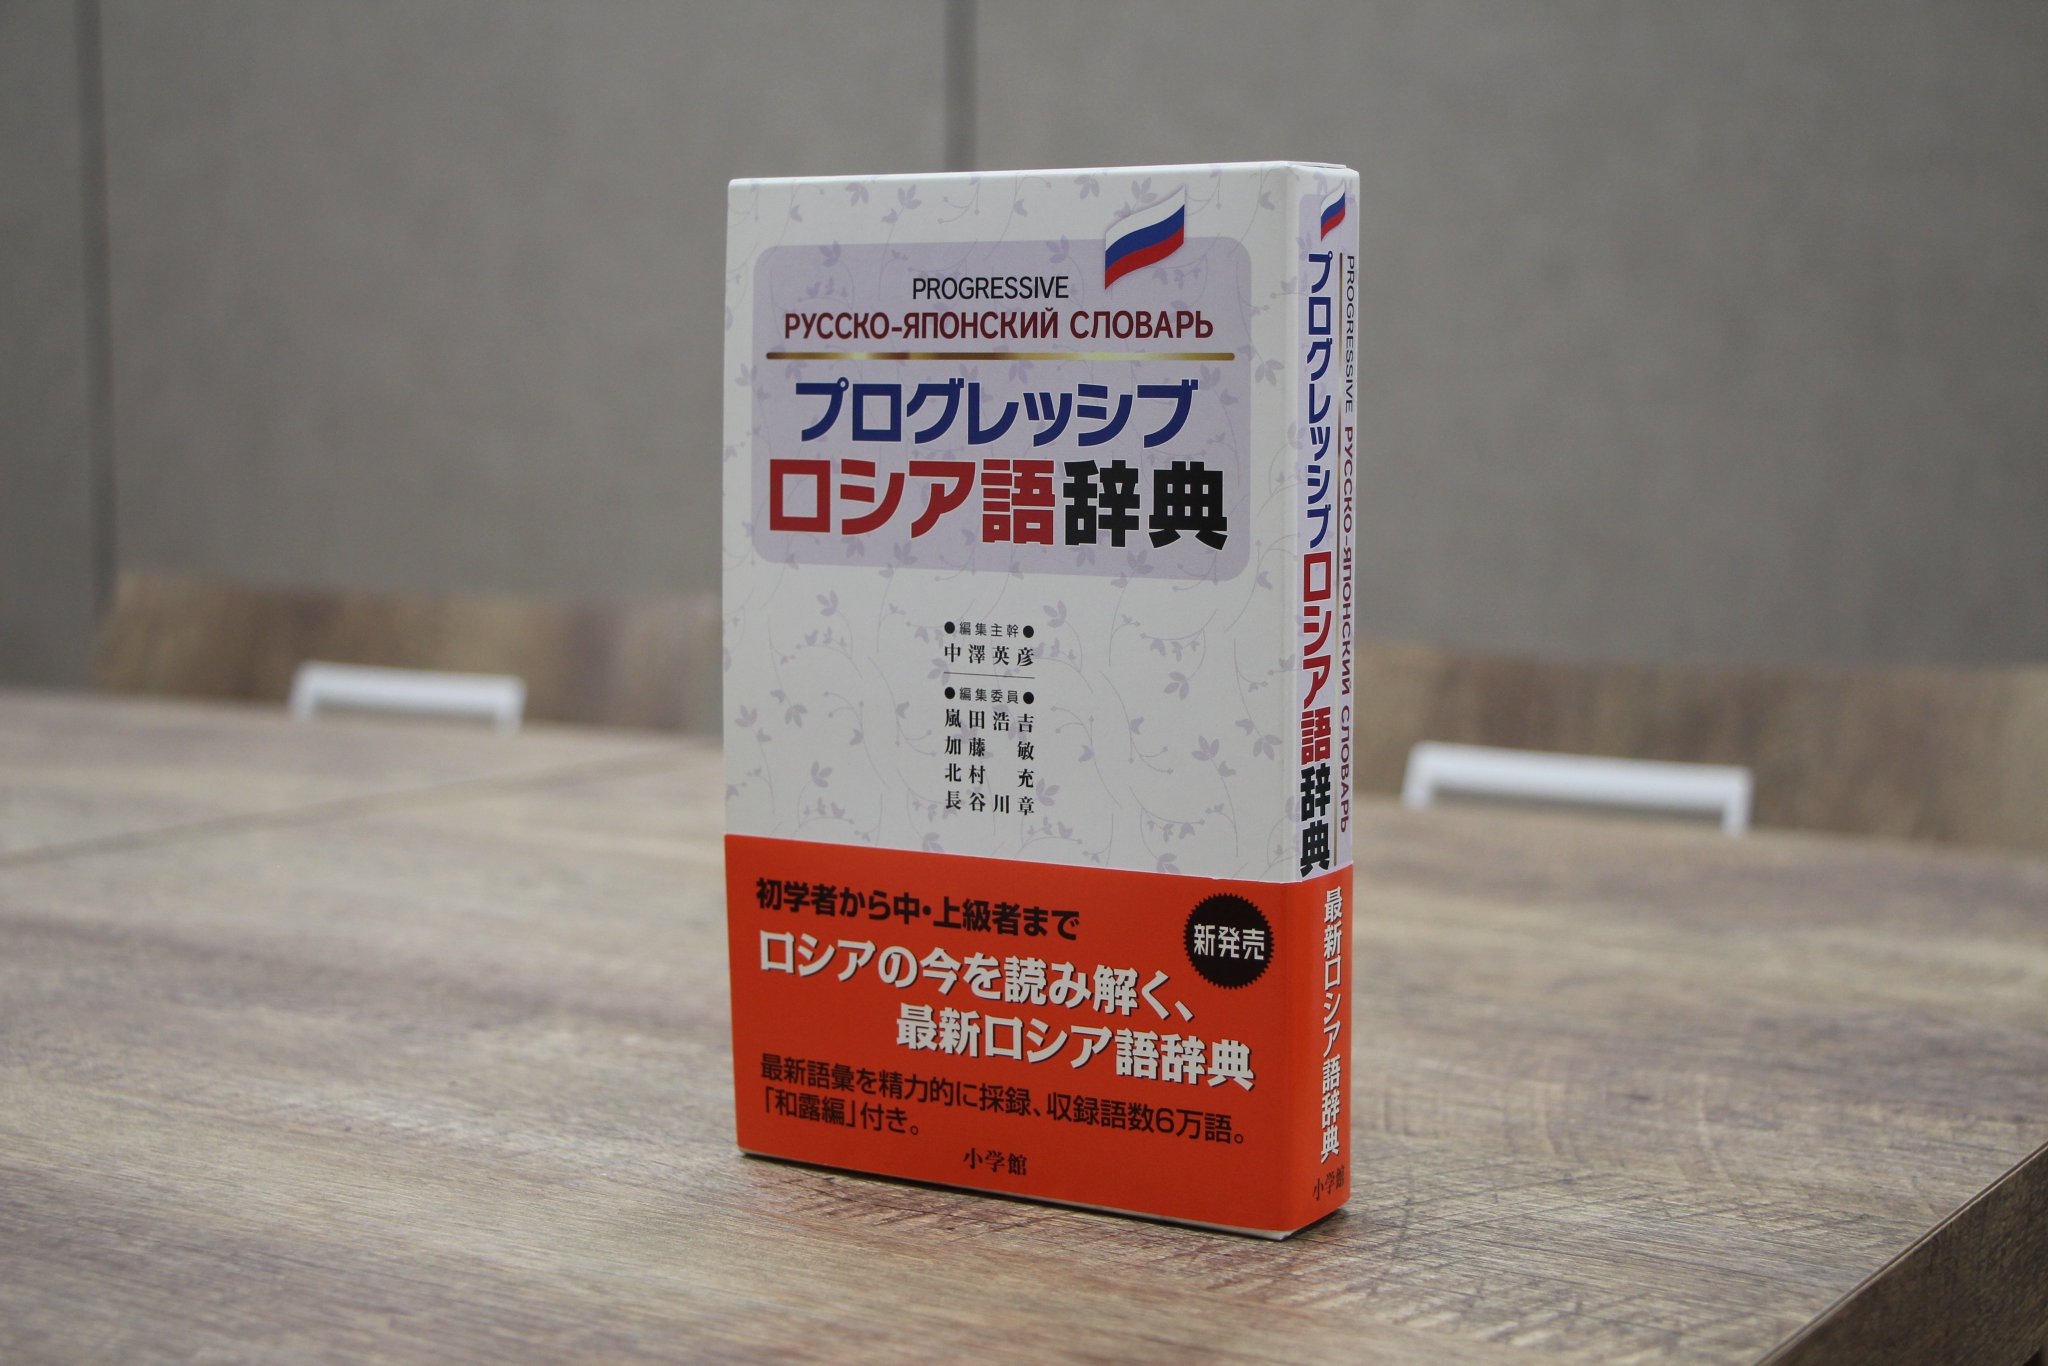 PROGRESSIVE
РУССКО-ЯПОНСКИЙ СЛОВАРЬ
プログレッシブ
ロシア語辞典
●編集主幹●
中澤英彦
●編集委員●
嵐田浩吉
加藤 敏
北村 充
長谷川章
初学者から中・上級者まで
新発売
ロシアの今を読み解く、
最新ロシア語辞典
最新語彙を精力的に採録、収録語数6万語。
「和露編」付き。
小学館
PROGRESSIVE РУССКО-ЯПОНСКИЙ СЛОВАРЬ
プログレッシブロシア語辞典
最新ロシア語辞典
小学館